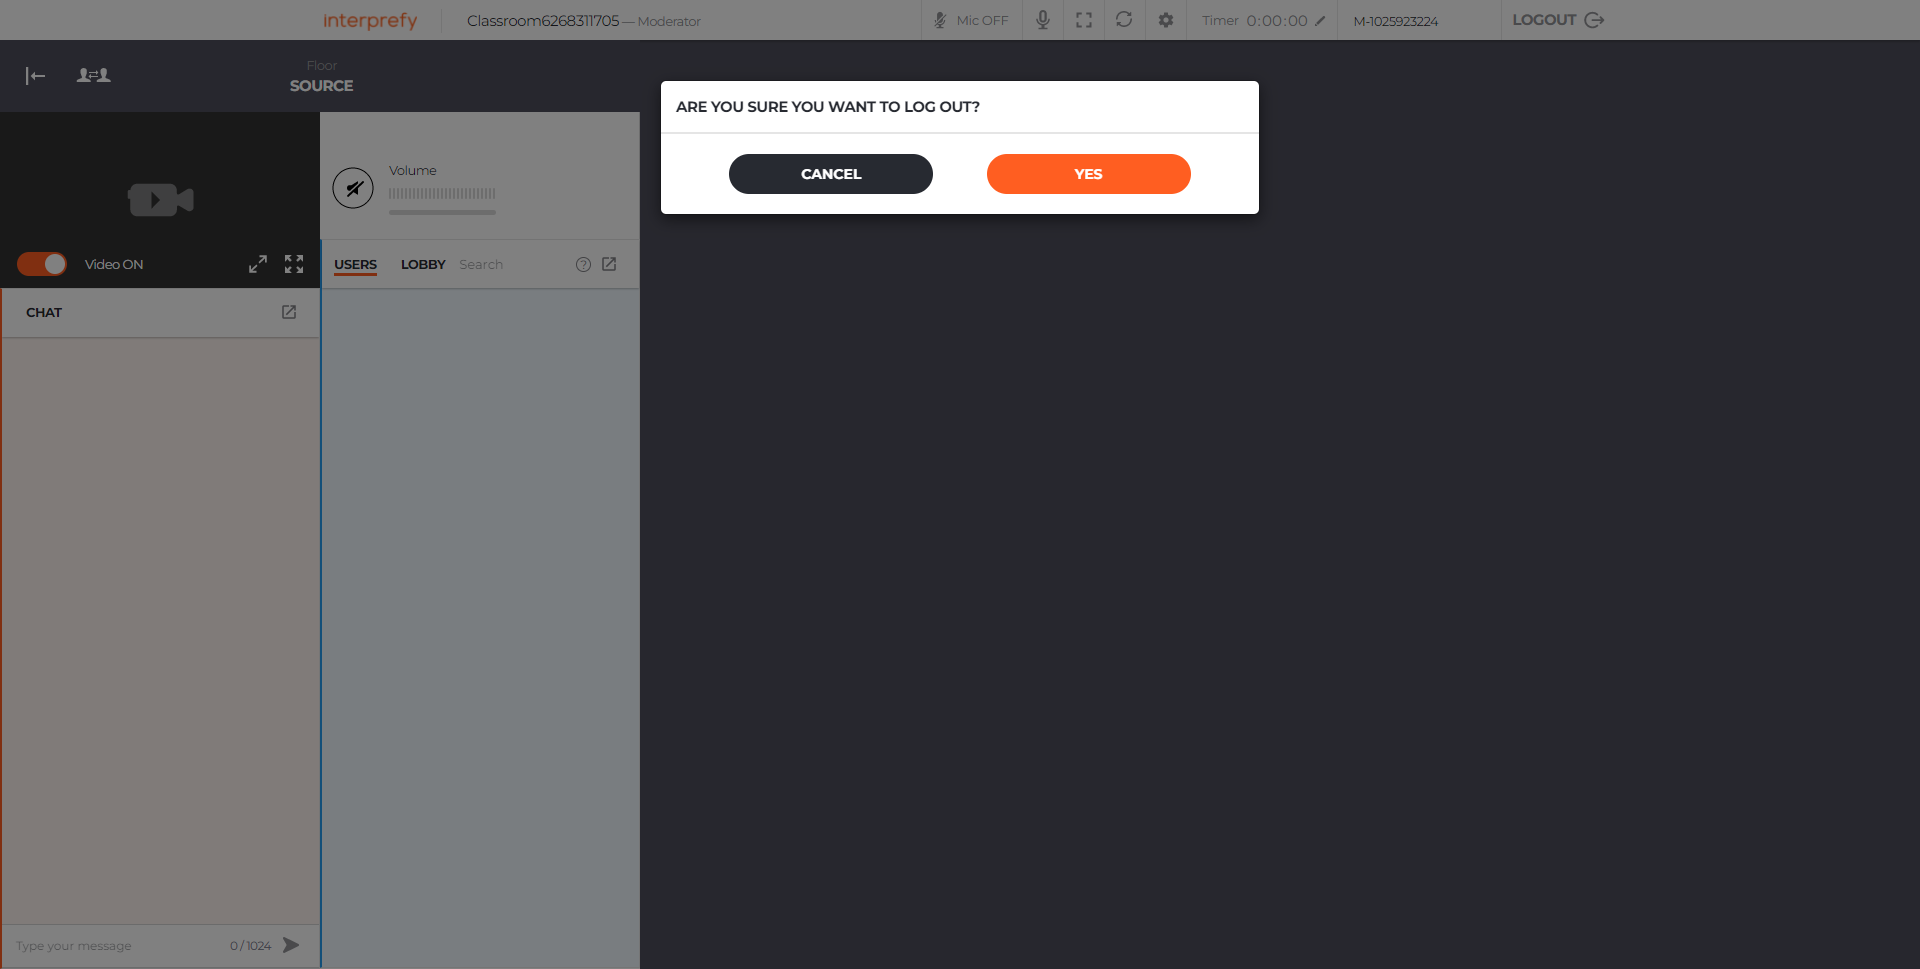 interprefy
Classroom6268311705 — Moderator
Mic OFF
Timer 0:00:00
M-1025923224
LOGOUT
Floor
SOURCE
ARE YOU SURE YOU WANT TO LOG OUT?
CANCEL
YES
Volume
Video ON
USERS
LOBBY
Search
CHAT
Type your message
0 / 1024